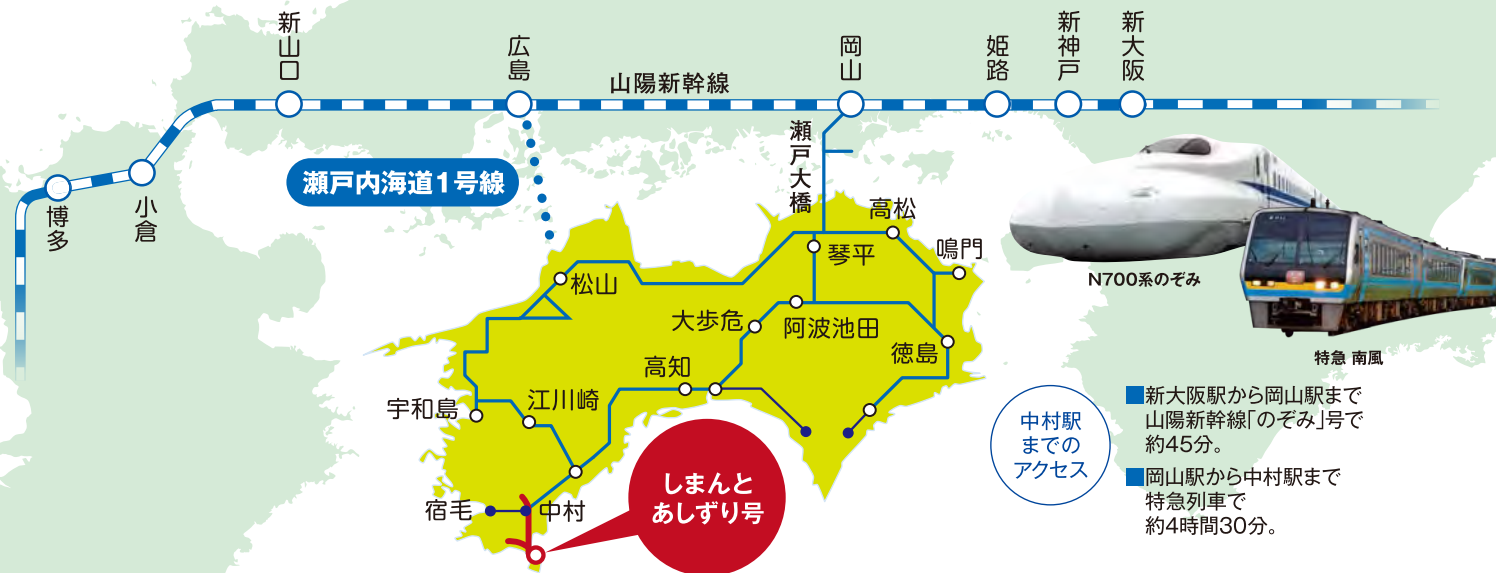 新山口
広島
山陽新幹線
岡山
姫路
新神戸
新大阪
瀬戸大橋
瀬戸内海道1号線
博多
小倉
高松
鳴門
琴平
松山
大歩危
阿波池田
徳島
高知
宇和島
江川崎
宿毛
中村
しまんと
あしずり号
N700系のぞみ
特急 南風
中村駅
までの
アクセス
新大阪駅から岡山駅まで
山陽新幹線「のぞみ」号で
約45分。
岡山駅から中村駅まで
特急列車で
約4時間30分。